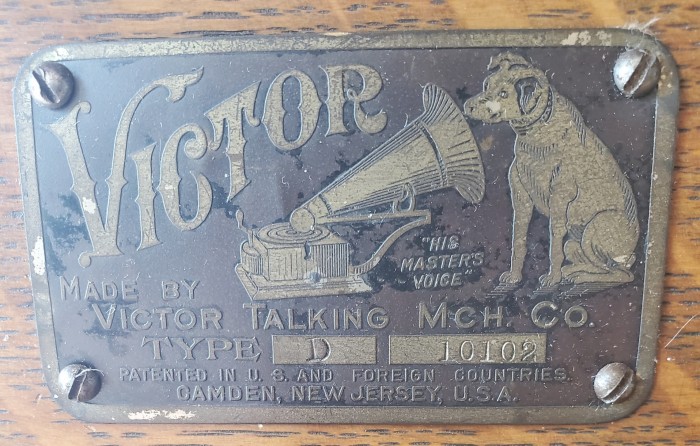 VICTOR
"HIS
MASTER'S
VOICE"
MADE BY
VICTOR TALKING MCH. CO.
TYPE D 10102
PATENTED IN U. S. AND FOREIGN COUNTRIES.
CAMDEN, NEW JERSEY, U.S.A.